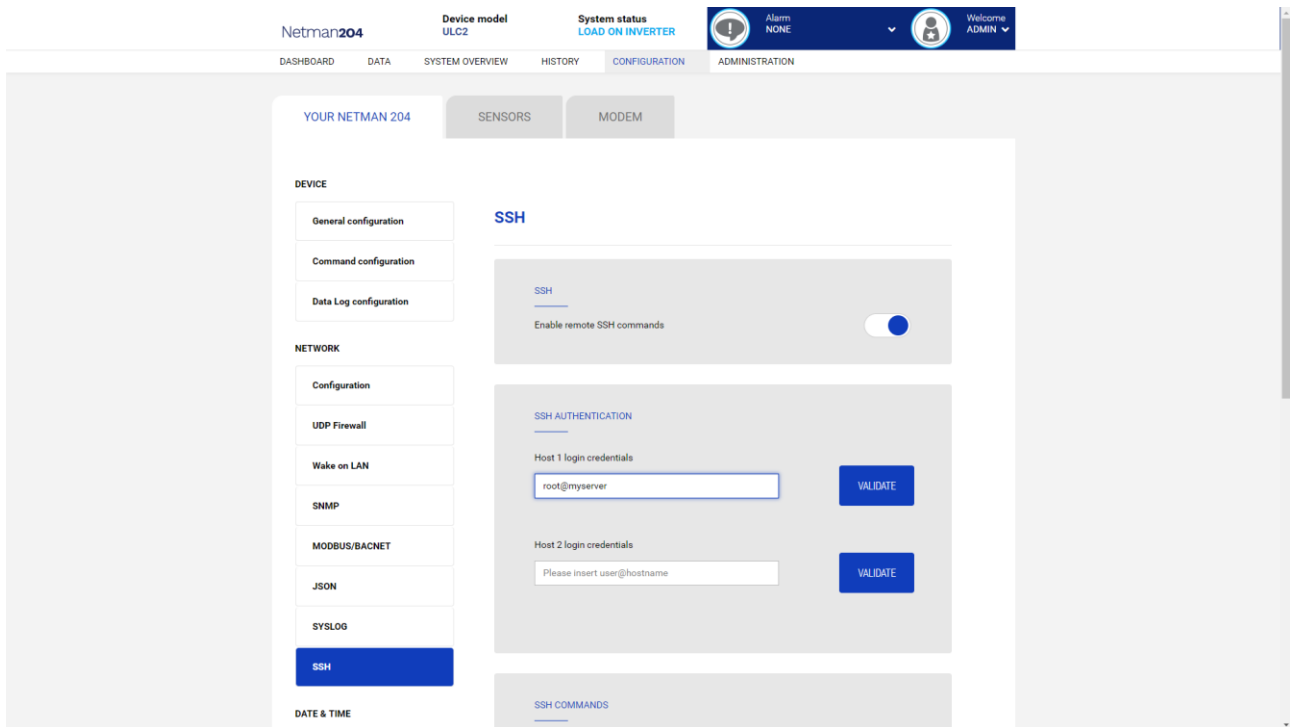 Netman204
Device model
ULC2
System status
LOAD ON INVERTER
Alarm
NONE
Welcome
ADMIN
DASHBOARD DATA SYSTEM OVERVIEW HISTORY CONFIGURATION ADMINISTRATION
YOUR NETMAN 204 SENSORS MODEM
DEVICE
General configuration
Command configuration
Data Log configuration
NETWORK
Configuration
UDP Firewall
Wake on LAN
SNMP
MODBUS/BACNET
JSON
SYSLOG
SSH
DATE & TIME
SSH
SSH
Enable remote SSH commands
SSH AUTHENTICATION
Host 1 login credentials
root@myserver VALIDATE
Host 2 login credentials
Please insert user@hostname VALIDATE
SSH COMMANDS